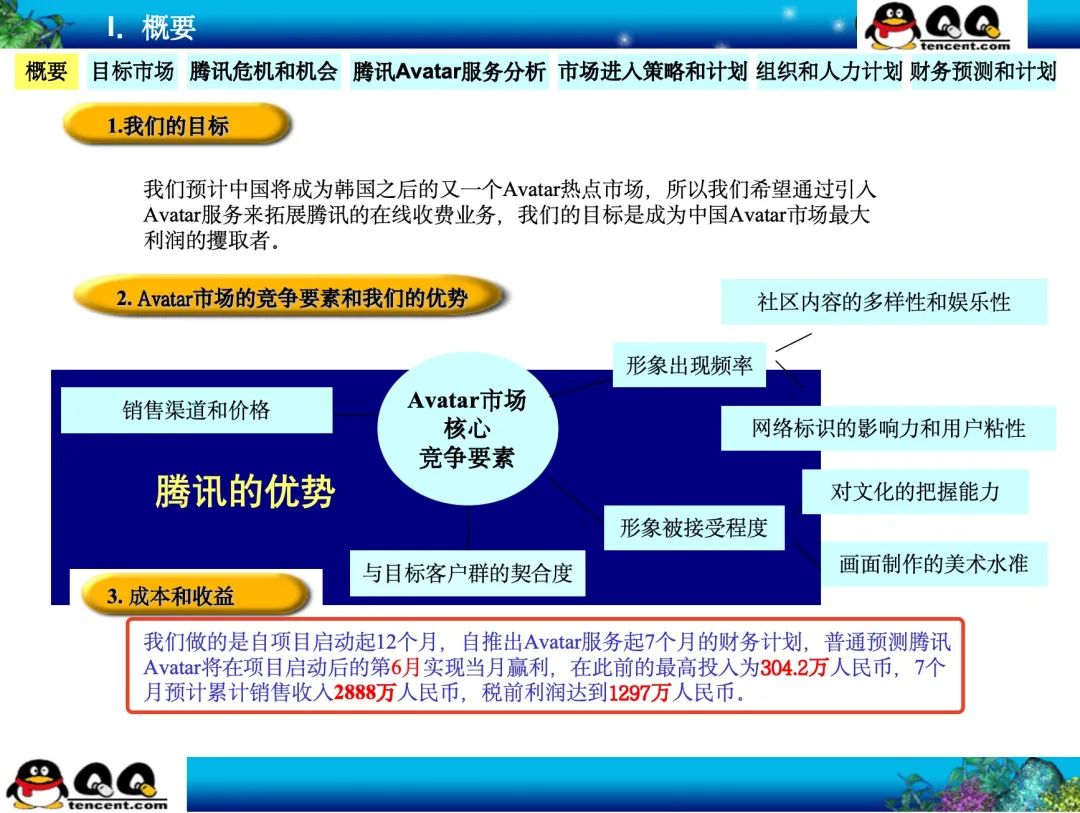 I. 概要
QQ
tencent.com
概要 目标市场 腾讯危机和机会 腾讯Avatar服务分析 市场进入策略和计划 组织和人力计划 财务预测和计划
1.我们的目标
我们预计中国将成为韩国之后的又一个Avatar热点市场，所以我们希望通过引入
Avatar服务来拓展腾讯的在线收费业务，我们的目标是成为中国Avatar市场最大
利润的攫取者。
2. Avatar市场的竞争要素和我们的优势
社区内容的多样性和娱乐性
形象出现频率
销售渠道和价格
Avatar市场
核心
竞争要素
网络标识的影响力和用户粘性
腾讯的优势
对文化的把握能力
形象被接受程度
画面制作的美术水准
与目标客户群的契合度
3. 成本和收益
我们做的是自项目启动起12个月，自推出Avatar服务起7个月的财务计划，普通预测腾讯
Avatar将在项目启动后的第6月实现当月赢利，在此前的最高投入为304.2万人民币，7个
月预计累计销售收入2888万人民币，税前利润达到1297万人民币。
QQ
tencent.com